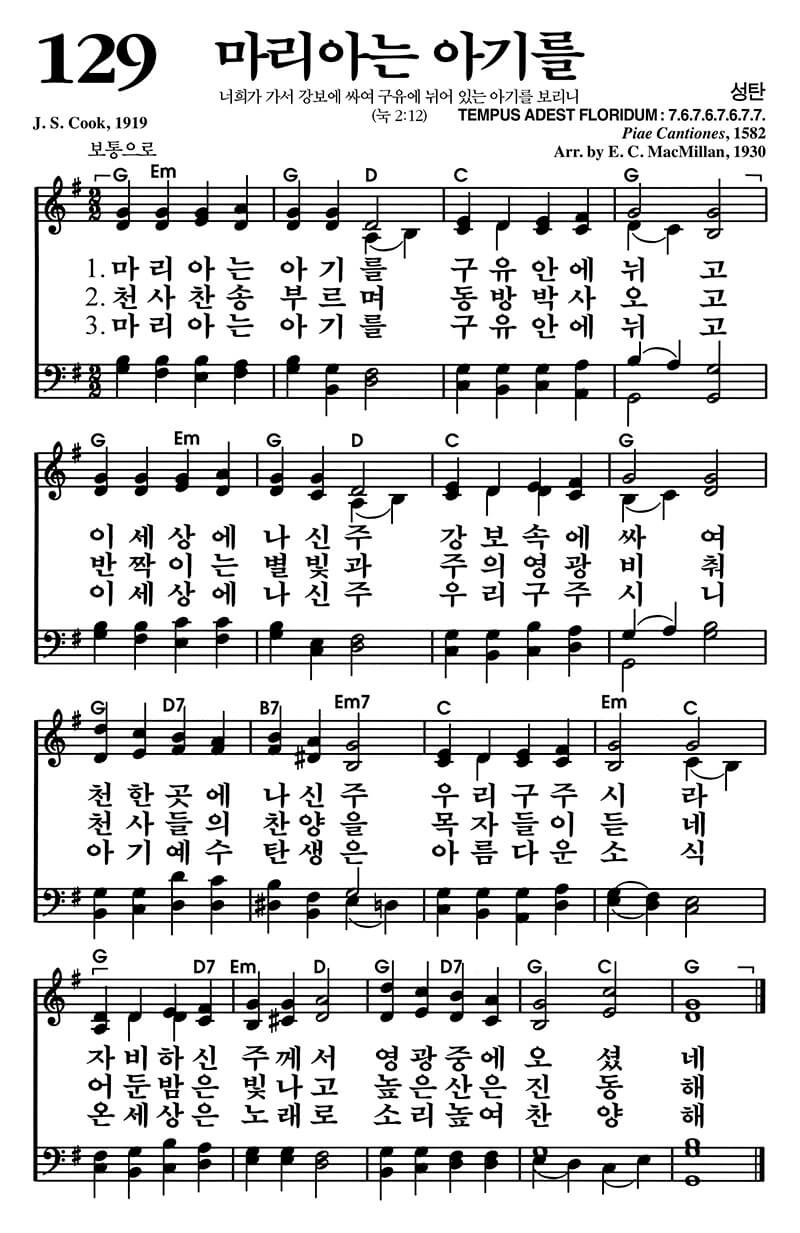 129
마리아는 아기를
너희가 가서 강보에 싸여 구유에 뉘어 있는 아기를 보리니
(눅 2:12)
성탄
J. S. Cook, 1919
TEMPUS ADEST FLORIDUM : 7.6.7.6.7.6.7.7.
Piae Cantiones, 1582
Arr. by E. C. MacMillan, 1930
보통으로
G Em G D C G
2 2
1. 마 리 아 는 아 기 를 구 유 안 에 뉘 고
2. 천 사 찬 송 부 르 며 동 방 박 사 오 고
3. 마 리 아 는 아 기 를 구 유 안 에 뉘 고
2 2
G Em G D C G
이 세 상 에 나 신 주 강 보 속 에 싸 여
반 짝 이 는 별 빛 과 주 의 영 광 비 춰
이 세 상 에 나 신 주 우 리 구 주 시 니
G D7 B7 Em7 C Em C
천 한 곳 에 나 신 주 우 리 구 주 시 라
천 사 들 의 찬 양 을 목 자 들 이 듣 네
아 기 예 수 탄 생 은 아 름 다 운 소 식
G D7 Em D G D7 G C G
자 비 하 신 주 께 서 영 광 중 에 오 셨 네
어 둔 밤 은 빛 나 고 높 은 산 은 진 동 해
온 세 상 은 노 래 로 소 리 높 여 찬 양 해